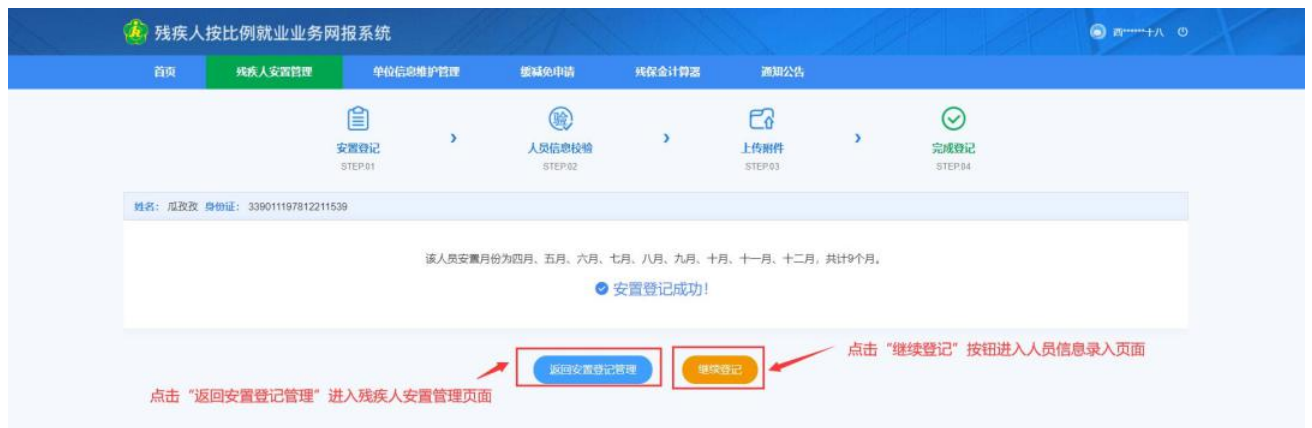 残疾人按比例就业业务网报系统
四******十八
首页 残疾人安置管理 单位信息维护管理 缓减免申请 残保金计算器 通知公告
验
安置登记 人员信息校验 上传附件 完成登记
STEP.01 STEP.02 STEP.03 STEP.04
姓名： 瓜孜孜 身份证： 339011197812211539
该人员安置月份为四月、五月、六月、七月、八月、九月、十月、十一月、十二月，共计9个月。
安置登记成功！
点击“继续登记”按钮进入人员信息录入页面
返回安置登记管理 继续登记
点击“返回安置登记管理”进入残疾人安置管理页面